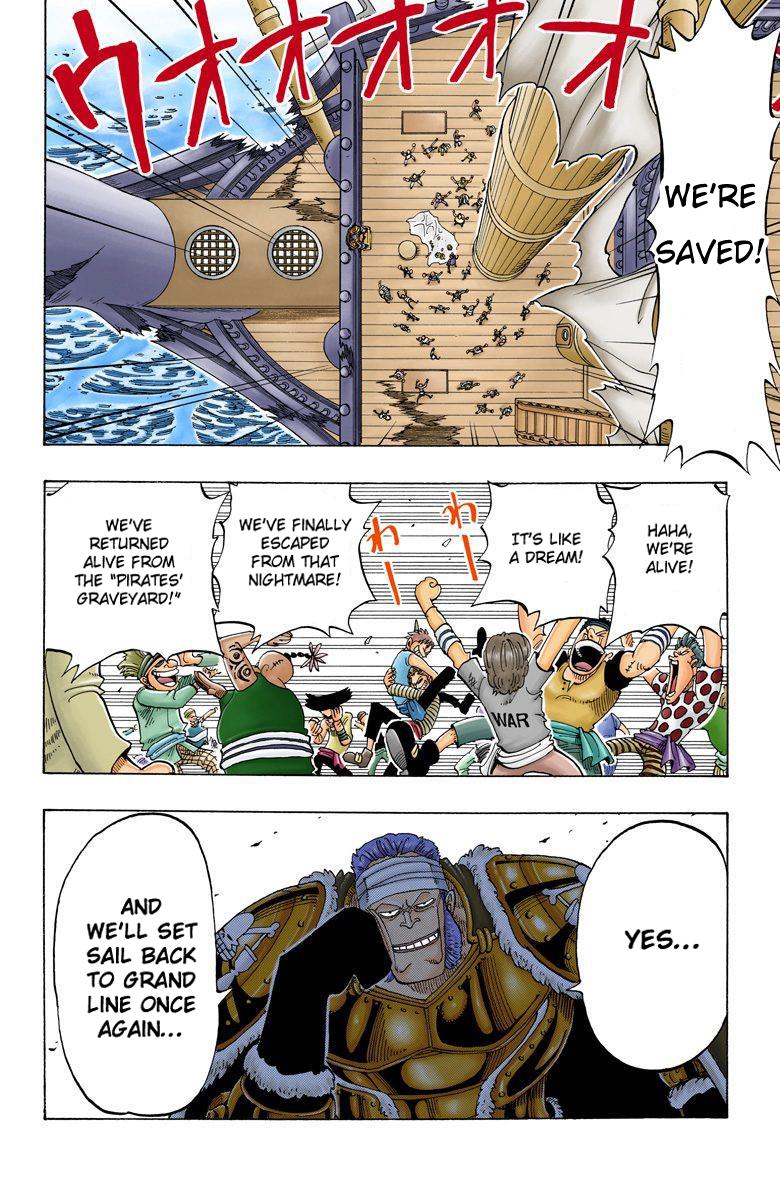 ウオオオオオオ
WE'RE
SAVED!
HAHA,
WE'RE
ALIVE!
IT'S LIKE
A DREAM!
わー
わー
WE'VE FINALLY
ESCAPED
FROM THAT
NIGHTMARE!
WE'VE
RETURNED
ALIVE FROM
THE "PIRATES'
GRAVEYARD!"
WAR
YES...
AND
WE'LL SET
SAIL BACK
TO GRAND
LINE ONCE
AGAIN...